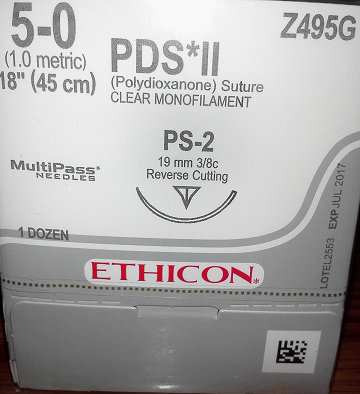 5-0
(1.0 metric)
18" (45 cm)
PDS*II
(Polydioxanone) Suture
CLEAR MONOFILAMENT
Z495G
MultiPass*
NEEDLES
PS-2
19 mm 3/8c
Reverse Cutting
1 DOZEN
ETHICON*
LOTEL2553 EXP JUL 2017